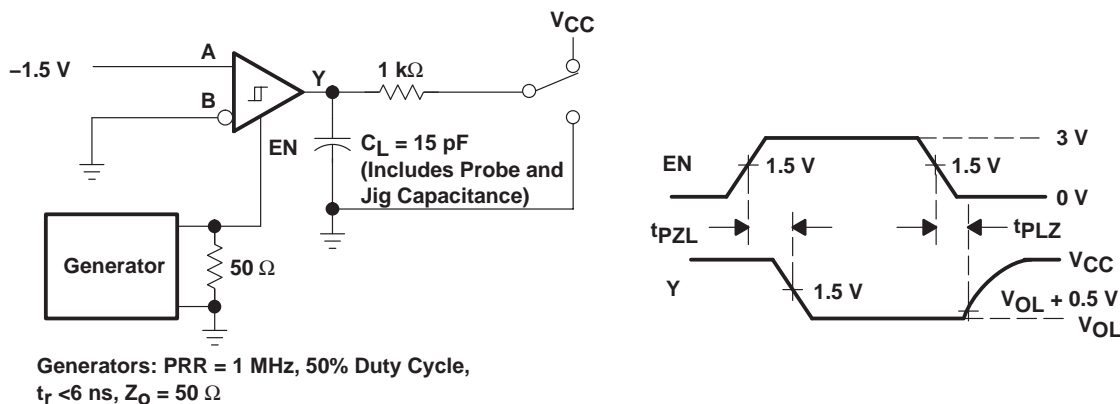 VCC
–1.5 V
A
B
Y
1 kΩ
EN
CL = 15 pF
(Includes Probe and
Jig Capacitance)
Generator
50 Ω
Generators: PRR = 1 MHz, 50% Duty Cycle,
tr <6 ns, Zo = 50 Ω
EN
1.5 V
1.5 V
3 V
0 V
tPZL
tPLZ
Y
1.5 V
VCC
VOL + 0.5 V
VOL